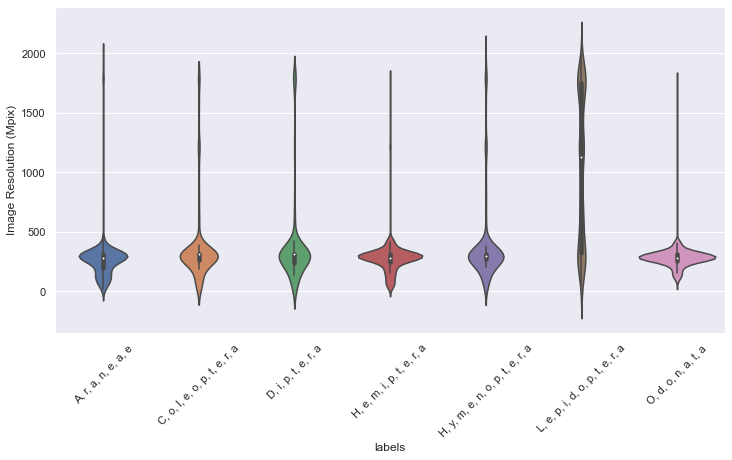 Image Resolution (Mpix)
2000
1500
1000
500
0
A, r, a, n, e, a, e
C, o, l, e, o, p, t, e, r, a
D, i, p, t, e, r, a
H, e, m, i, p, t, e, r, a
H, y, m, e, n, o, p, t, e, r, a
L, e, p, i, d, o, p, t, e, r, a
O, d, o, n, a, t, a
labels